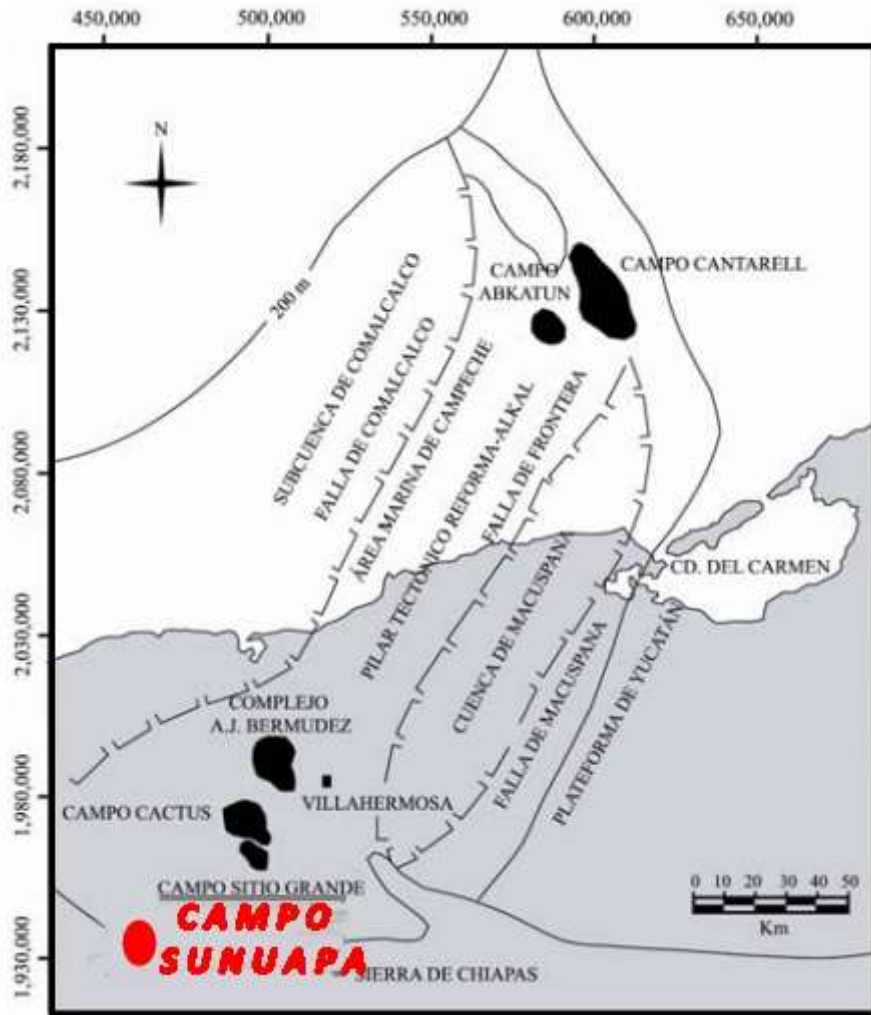 450,000
500,000
550,000
600,000
650,000
2,180,000
2,130,000
2,080,000
2,030,000
1,980,000
1,930,000
N
200 m
CAMPO
ABKATUN
CAMPO CANTARELL
SUBCUENCA DE COMALCALCO
FALLA DE COMALCALCO
ÁREA MARINA DE CAMPECHE
PILAR TECTÓNICO REFORMA-ALKAL
FALLA DE FRONTERA
CUENCA DE MACUSPANA
FALLA DE MACUSPANA
PLATEFORMA DE YUCATÁN
CD. DEL CARMEN
COMPLEJO
A.J. BERMUDEZ
VILLAHERMOSA
CAMPO CACTUS
CAMPO SITIO GRANDE
CAMPO
SUNUAPA
SIERRA DE CHIAPAS
0 10 20 30 40 50
Km